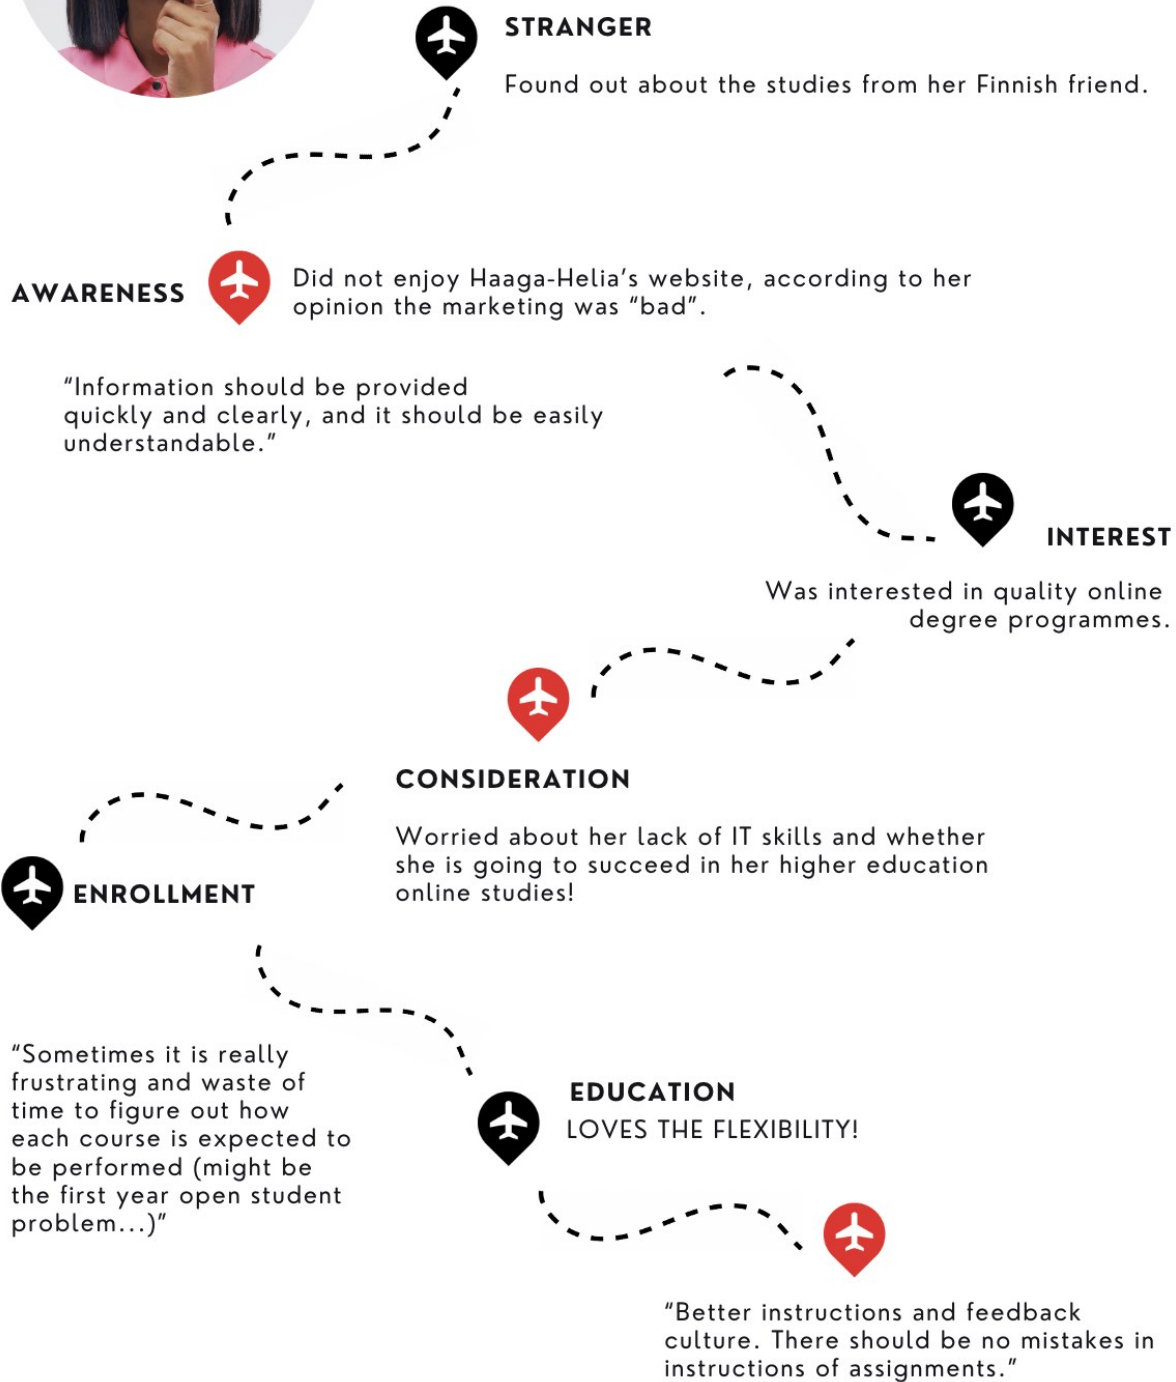 STRANGER
Found out about the studies from her Finnish friend.
AWARENESS
Did not enjoy Haaga-Helia’s website, according to her
opinion the marketing was “bad”.
“Information should be provided
quickly and clearly, and it should be easily
understandable.”
INTEREST
Was interested in quality online
degree programmes.
CONSIDERATION
Worried about her lack of IT skills and whether
she is going to succeed in her higher education
online studies!
ENROLLMENT
“Sometimes it is really
frustrating and waste of
time to figure out how
each course is expected to
be performed (might be
the first year open student
problem...)”
EDUCATION
LOVES THE FLEXIBILITY!
“Better instructions and feedback
culture. There should be no mistakes in
instructions of assignments.”